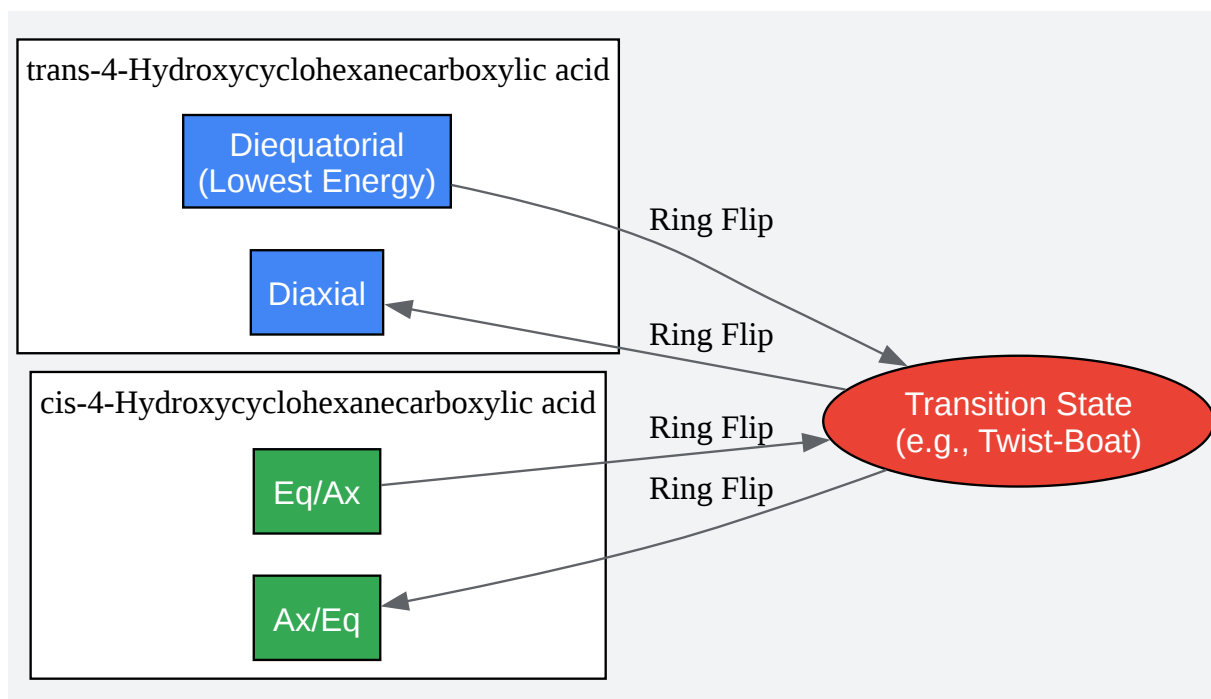 trans-4-Hydroxycyclohexanecarboxylic acid
Diequatorial
(Lowest Energy)
Ring Flip
Diaxial
Ring Flip
cis-4-Hydroxycyclohexanecarboxylic acid
Transition State
(e.g., Twist-Boat)
Ring Flip
Eq/Ax
Ring Flip
Ax/Eq